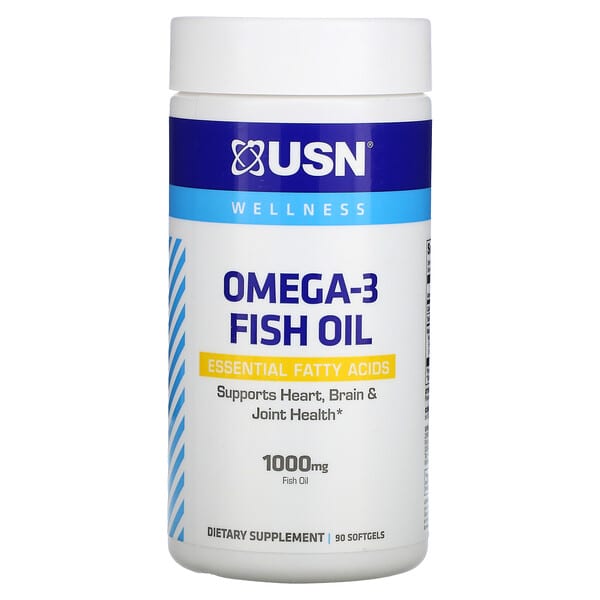 USN®
WELLNESS
OMEGA-3
FISH OIL
ESSENTIAL FATTY ACIDS
Supports Heart, Brain &
Joint Health*
1000mg
Fish Oil
DIETARY SUPPLEMENT | 90 SOFTGELS